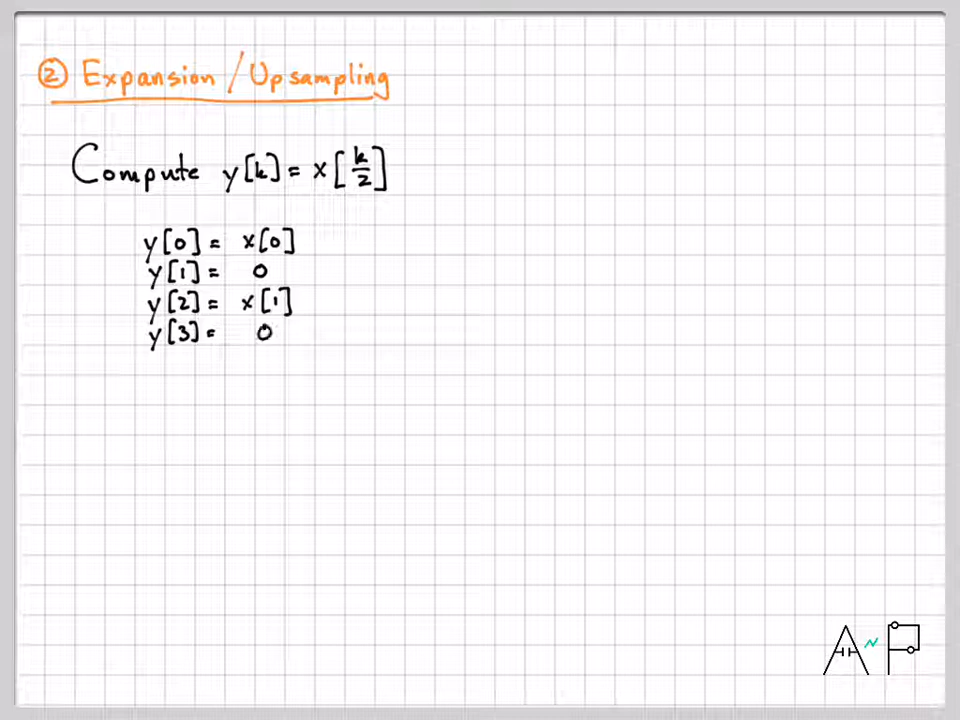 ② Expansion / Upsampling
Compute y[k] = x[k/2]
y[0] = x[0]
y[1] = 0
y[2] = x[1]
y[3] = 0
A~P